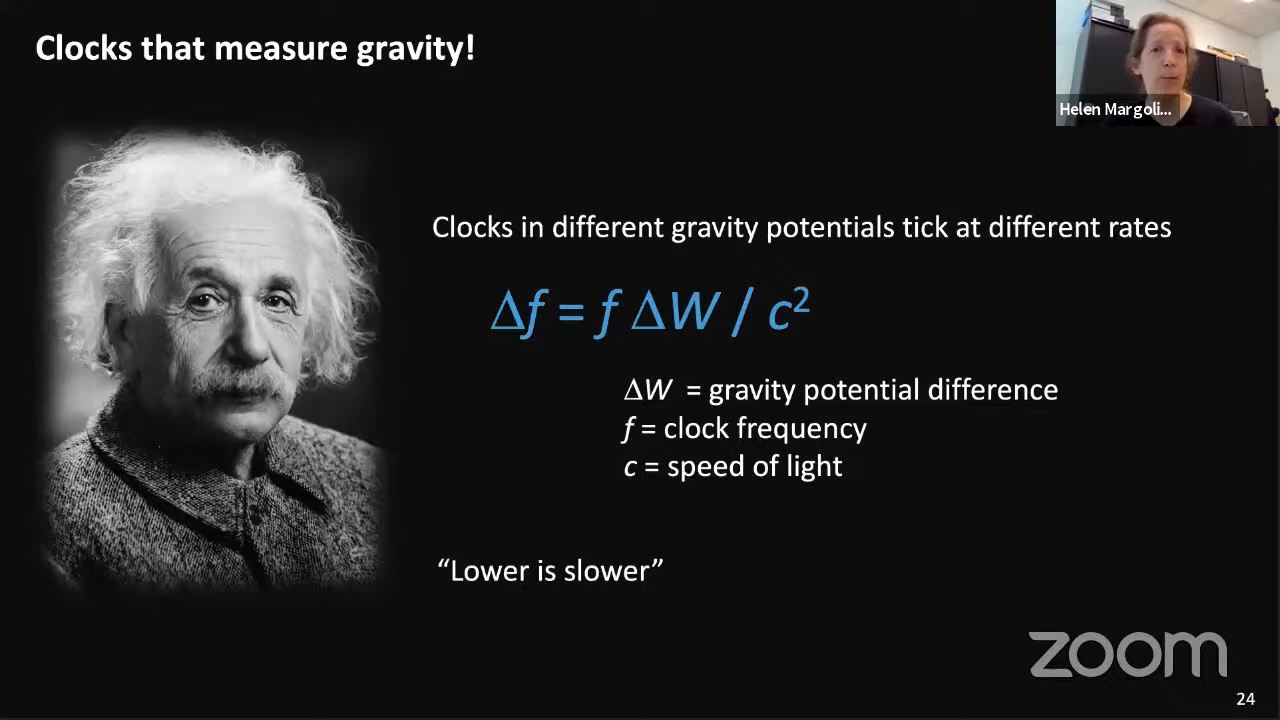 Clocks that measure gravity!
Helen Margoli...
Clocks in different gravity potentials tick at different rates
Δf = f ΔW / c²
ΔW = gravity potential difference
f = clock frequency
c = speed of light
“Lower is slower”
zoom
24